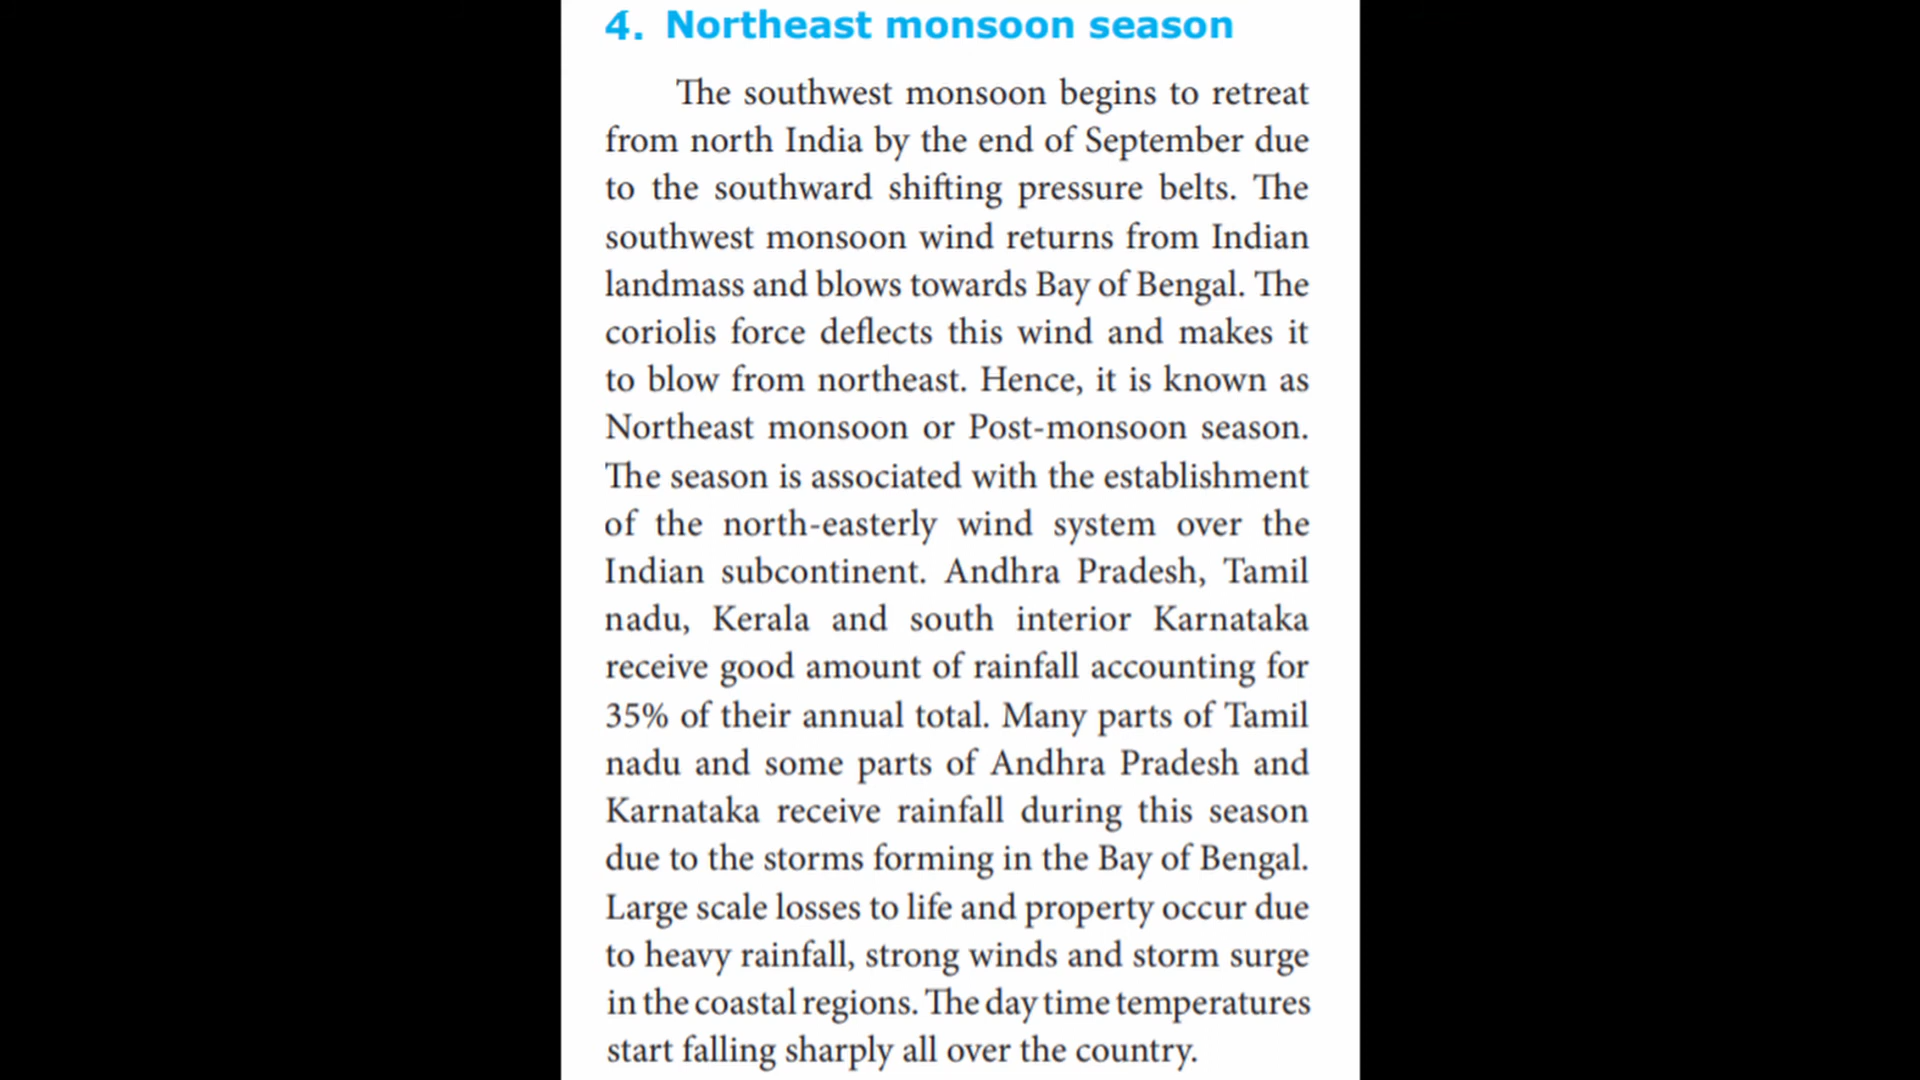 4. Northeast monsoon season
The southwest monsoon begins to retreat
from north India by the end of September due
to the southward shifting pressure belts. The
southwest monsoon wind returns from Indian
landmass and blows towards Bay of Bengal. The
coriolis force deflects this wind and makes it
to blow from northeast. Hence, it is known as
Northeast monsoon or Post-monsoon season.
The season is associated with the establishment
of the north-easterly wind system over the
Indian subcontinent. Andhra Pradesh, Tamil
nadu, Kerala and south interior Karnataka
receive good amount of rainfall accounting for
35% of their annual total. Many parts of Tamil
nadu and some parts of Andhra Pradesh and
Karnataka receive rainfall during this season
due to the storms forming in the Bay of Bengal.
Large scale losses to life and property occur due
to heavy rainfall, strong winds and storm surge
in the coastal regions. The day time temperatures
start falling sharply all over the country.